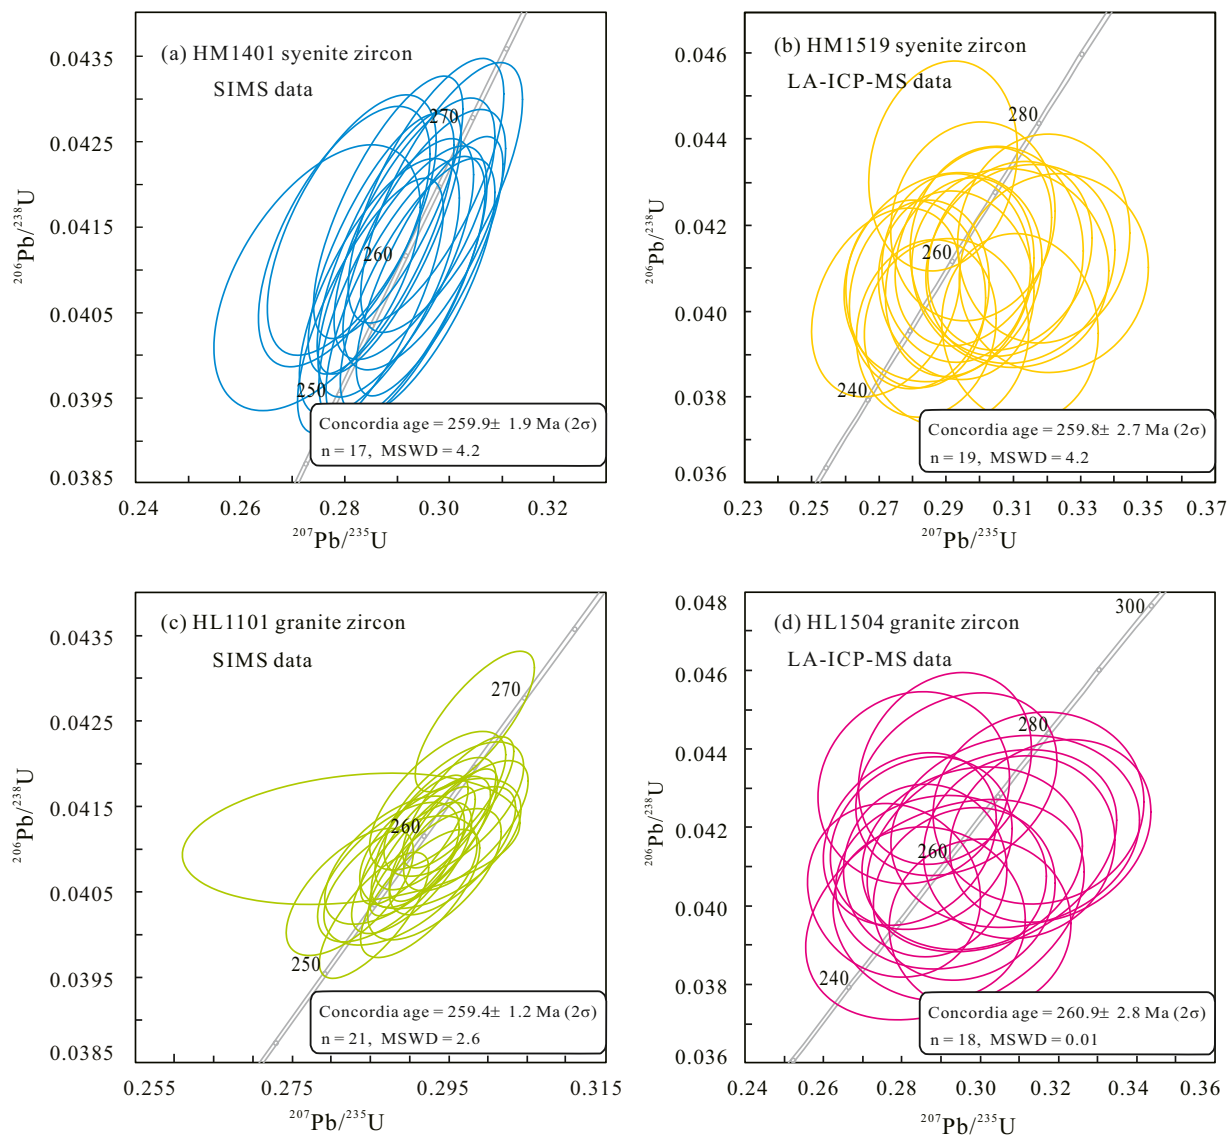 (a) HM1401 syenite zircon
SIMS data
0.0435
0.0425
0.0415
0.0405
0.0395
0.0385
206Pb/238U
270
260
250
Concordia age = 259.9± 1.9 Ma (2σ)
n = 17, MSWD = 4.2
0.24 0.26 0.28 0.30 0.32
207Pb/235U
(b) HM1519 syenite zircon
LA-ICP-MS data
0.046
0.044
0.042
0.040
0.038
0.036
206Pb/238U
280
260
240
Concordia age = 259.8± 2.7 Ma (2σ)
n = 19, MSWD = 4.2
0.23 0.25 0.27 0.29 0.31 0.33 0.35 0.37
207Pb/235U
(c) HL1101 granite zircon
SIMS data
0.0435
0.0425
0.0415
0.0405
0.0395
0.0385
206Pb/238U
270
260
250
Concordia age = 259.4± 1.2 Ma (2σ)
n = 21, MSWD = 2.6
0.255 0.275 0.295 0.315
207Pb/235U
(d) HL1504 granite zircon
LA-ICP-MS data
0.048
0.046
0.044
0.042
0.040
0.038
0.036
206Pb/238U
300
280
260
240
Concordia age = 260.9± 2.8 Ma (2σ)
n = 18, MSWD = 0.01
0.24 0.26 0.28 0.30 0.32 0.34 0.36
207Pb/235U